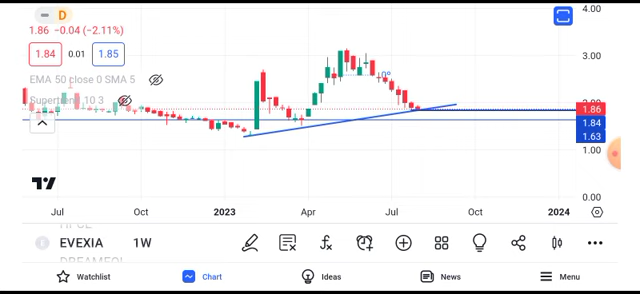 D
4.00
1.86 −0.04 (−2.11%)
1.84 0.01 1.85
3.00
EMA 50 close 0 SMA 5
Supertrend 10 3
1.86
1.84
1.63
1.00
0.00
Jul Oct 2023 Apr Jul Oct 2024
EVEXIA 1W
Watchlist Chart Ideas News Menu